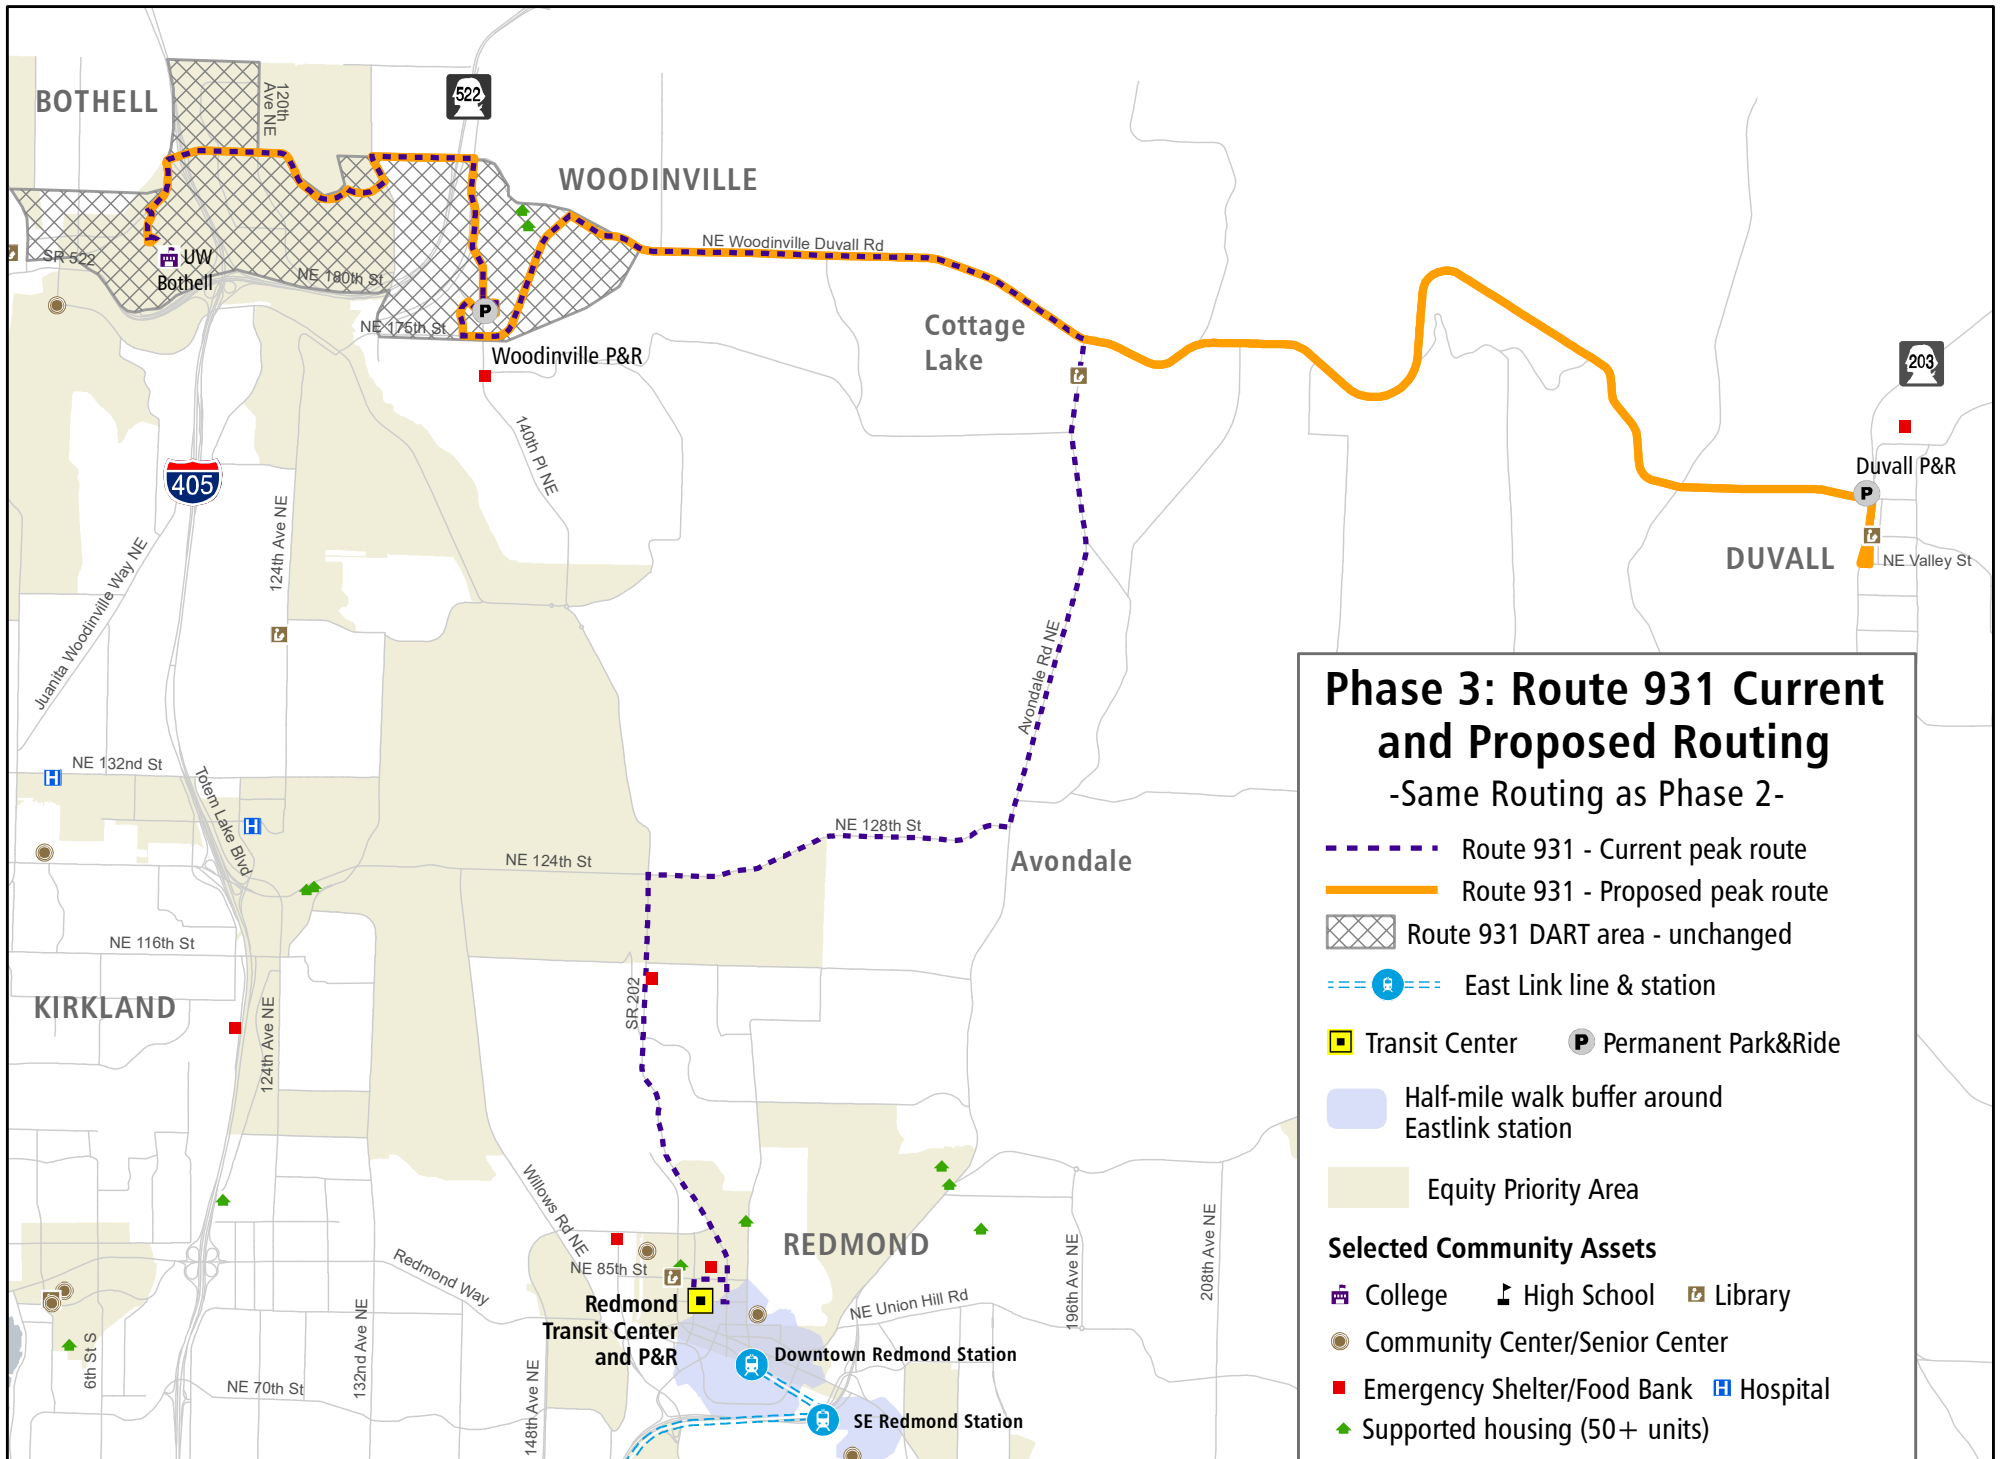 BOTHELL
120th
Ave NE
522
WOODINVILLE
NE Woodinville Duvall Rd
SR 522
UW
Bothell
NE 180th St
NE 175th St
P
Woodinville P&R
Cottage
Lake
203
405
140th Pl NE
124th Ave NE
Juanita Woodinville Way NE
Duvall P&R
P
DUVALL
NE Valley St
Avondale Rd NE
NE 132nd St
H
Totem Lake Blvd
H
NE 128th St
NE 124th St
Avondale
NE 116th St
SR 202
KIRKLAND
124th Ave NE
Willows Rd NE
REDMOND
NE 85th St
Redmond Way
Redmond
Transit Center
and P&R
NE Union Hill Rd
196th Ave NE
208th Ave NE
Downtown Redmond Station
6th St S
NE 70th St
132nd Ave NE
148th Ave NE
SE Redmond Station
Phase 3: Route 931 Current
and Proposed Routing
-Same Routing as Phase 2-
Route 931 - Current peak route
Route 931 - Proposed peak route
Route 931 DART area - unchanged
East Link line & station
Transit Center
P Permanent Park&Ride
Half-mile walk buffer around
Eastlink station
Equity Priority Area
Selected Community Assets
College High School Library
Community Center/Senior Center
Emergency Shelter/Food Bank H Hospital
Supported housing (50+ units)